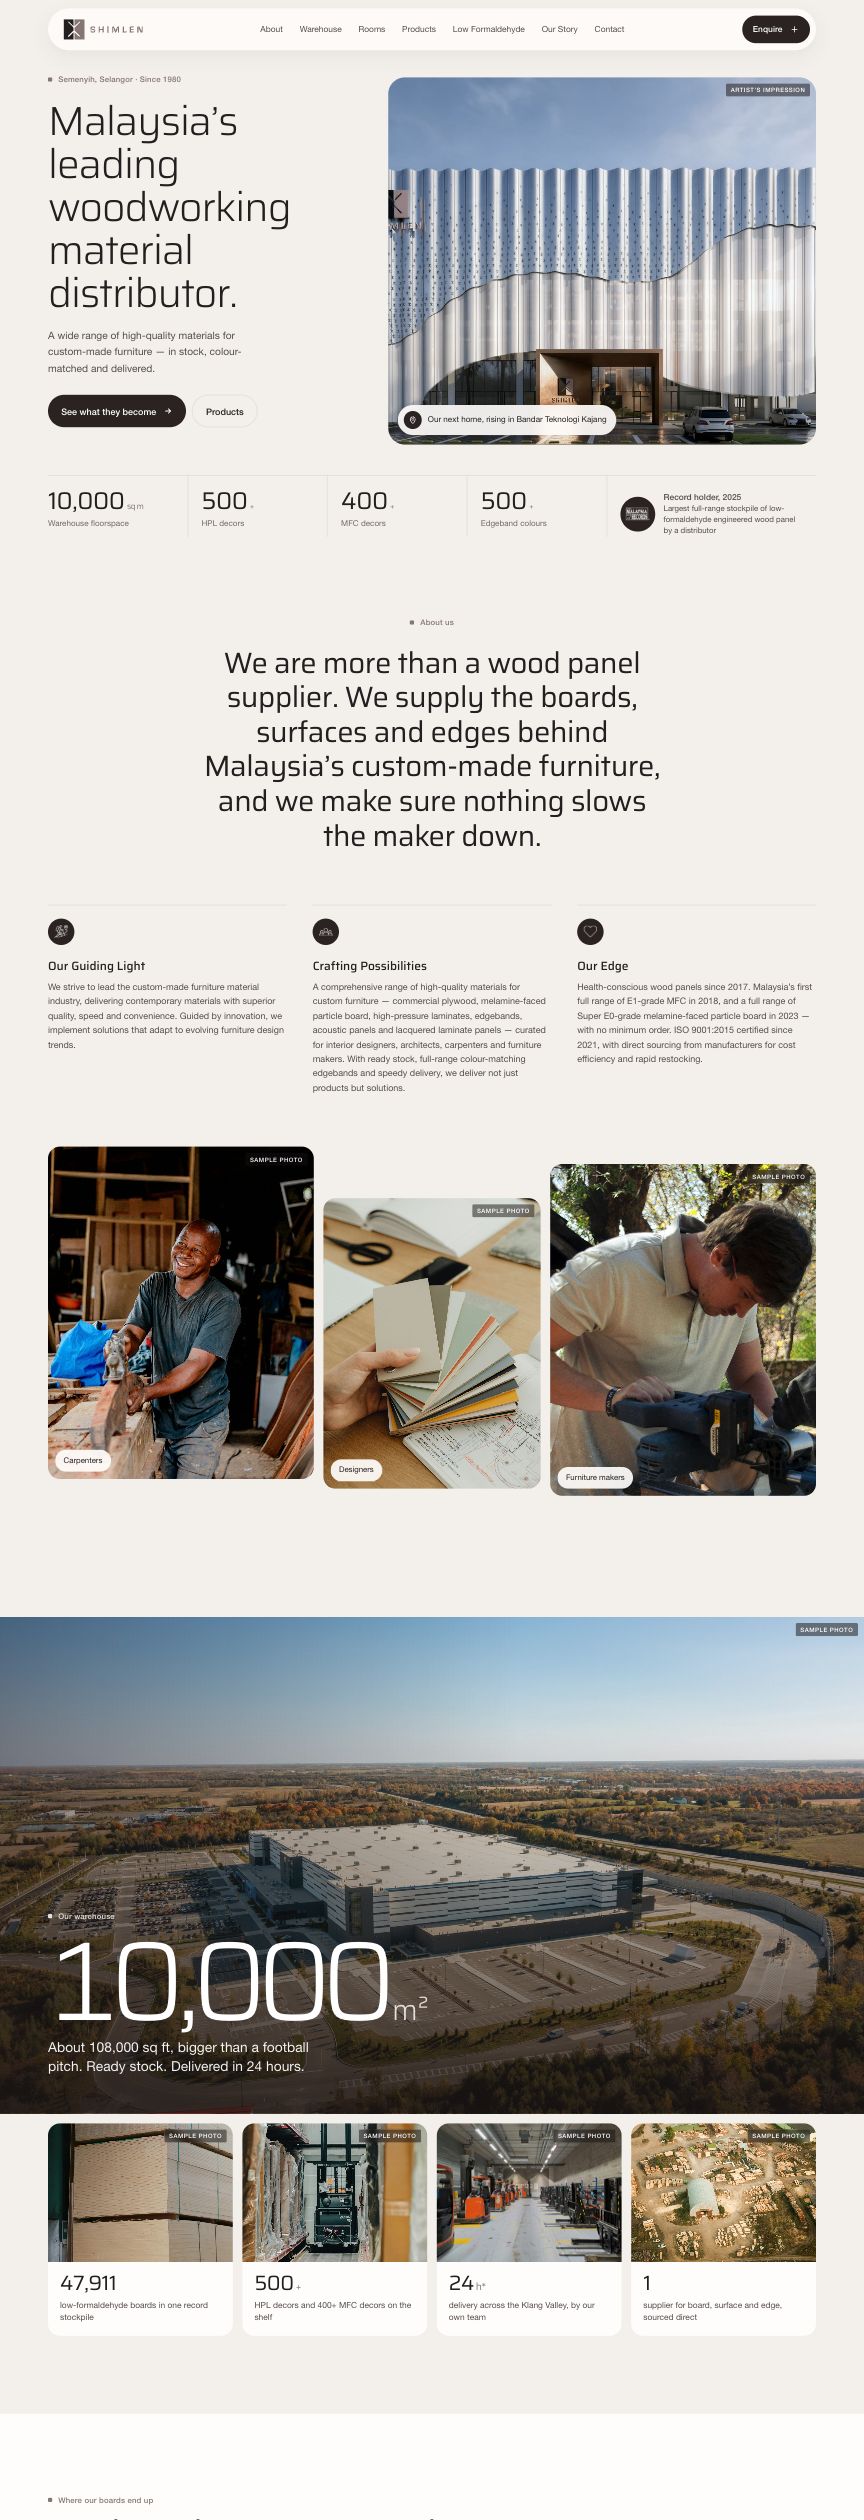 SHIMLEN
About Warehouse Rooms Products Low Formaldehyde Our Story Contact
Enquire +
Semenyih, Selangor · Since 1980
Malaysia's
leading
woodworking
material
distributor.
A wide range of high-quality materials for
custom-made furniture — in stock, colour-
matched and delivered.
See what they become →
Products
ARTIST'S IMPRESSION
Our next home, rising in Bandar Teknologi Kajang
10,000 sq m
Warehouse floorspace
500 +
HPL decors
400 +
MFC decors
500 +
Edgeband colours
Record holder, 2025
Largest full-range stockpile of low-
formaldehyde engineered wood panel
by a distributor
About us
We are more than a wood panel
supplier. We supply the boards,
surfaces and edges behind
Malaysia's custom-made furniture,
and we make sure nothing slows
the maker down.
Our Guiding Light
We strive to lead the custom-made furniture material
industry, delivering contemporary materials with superior
quality, speed and convenience. Guided by innovation, we
implement solutions that adapt to evolving furniture design
trends.
Crafting Possibilities
A comprehensive range of high-quality materials for
custom furniture — commercial plywood, melamine-faced
particle board, high-pressure laminates, edgebands,
acoustic panels and lacquered laminate panels — curated
for interior designers, architects, carpenters and furniture
makers. With ready stock, full-range colour-matching
edgebands and speedy delivery, we deliver not just
products but solutions.
Our Edge
Health-conscious wood panels since 2017. Malaysia's first
full range of E1-grade MFC in 2018, and a full range of
Super E0-grade melamine-faced particle board in 2023 —
with no minimum order. ISO 9001:2015 certified since
2021, with direct sourcing from manufacturers for cost
efficiency and rapid restocking.
SAMPLE PHOTO
Carpenters
SAMPLE PHOTO
Designers
SAMPLE PHOTO
Furniture makers
SAMPLE PHOTO
Our warehouse
10,000 m²
About 108,000 sq ft, bigger than a football
pitch. Ready stock. Delivered in 24 hours.
SAMPLE PHOTO
47,911
low-formaldehyde boards in one record
stockpile
SAMPLE PHOTO
500 +
HPL decors and 400+ MFC decors on the
shelf
SAMPLE PHOTO
24 h*
delivery across the Klang Valley, by our
own team
SAMPLE PHOTO
1
supplier for board, surface and edge,
sourced direct
Where our boards end up